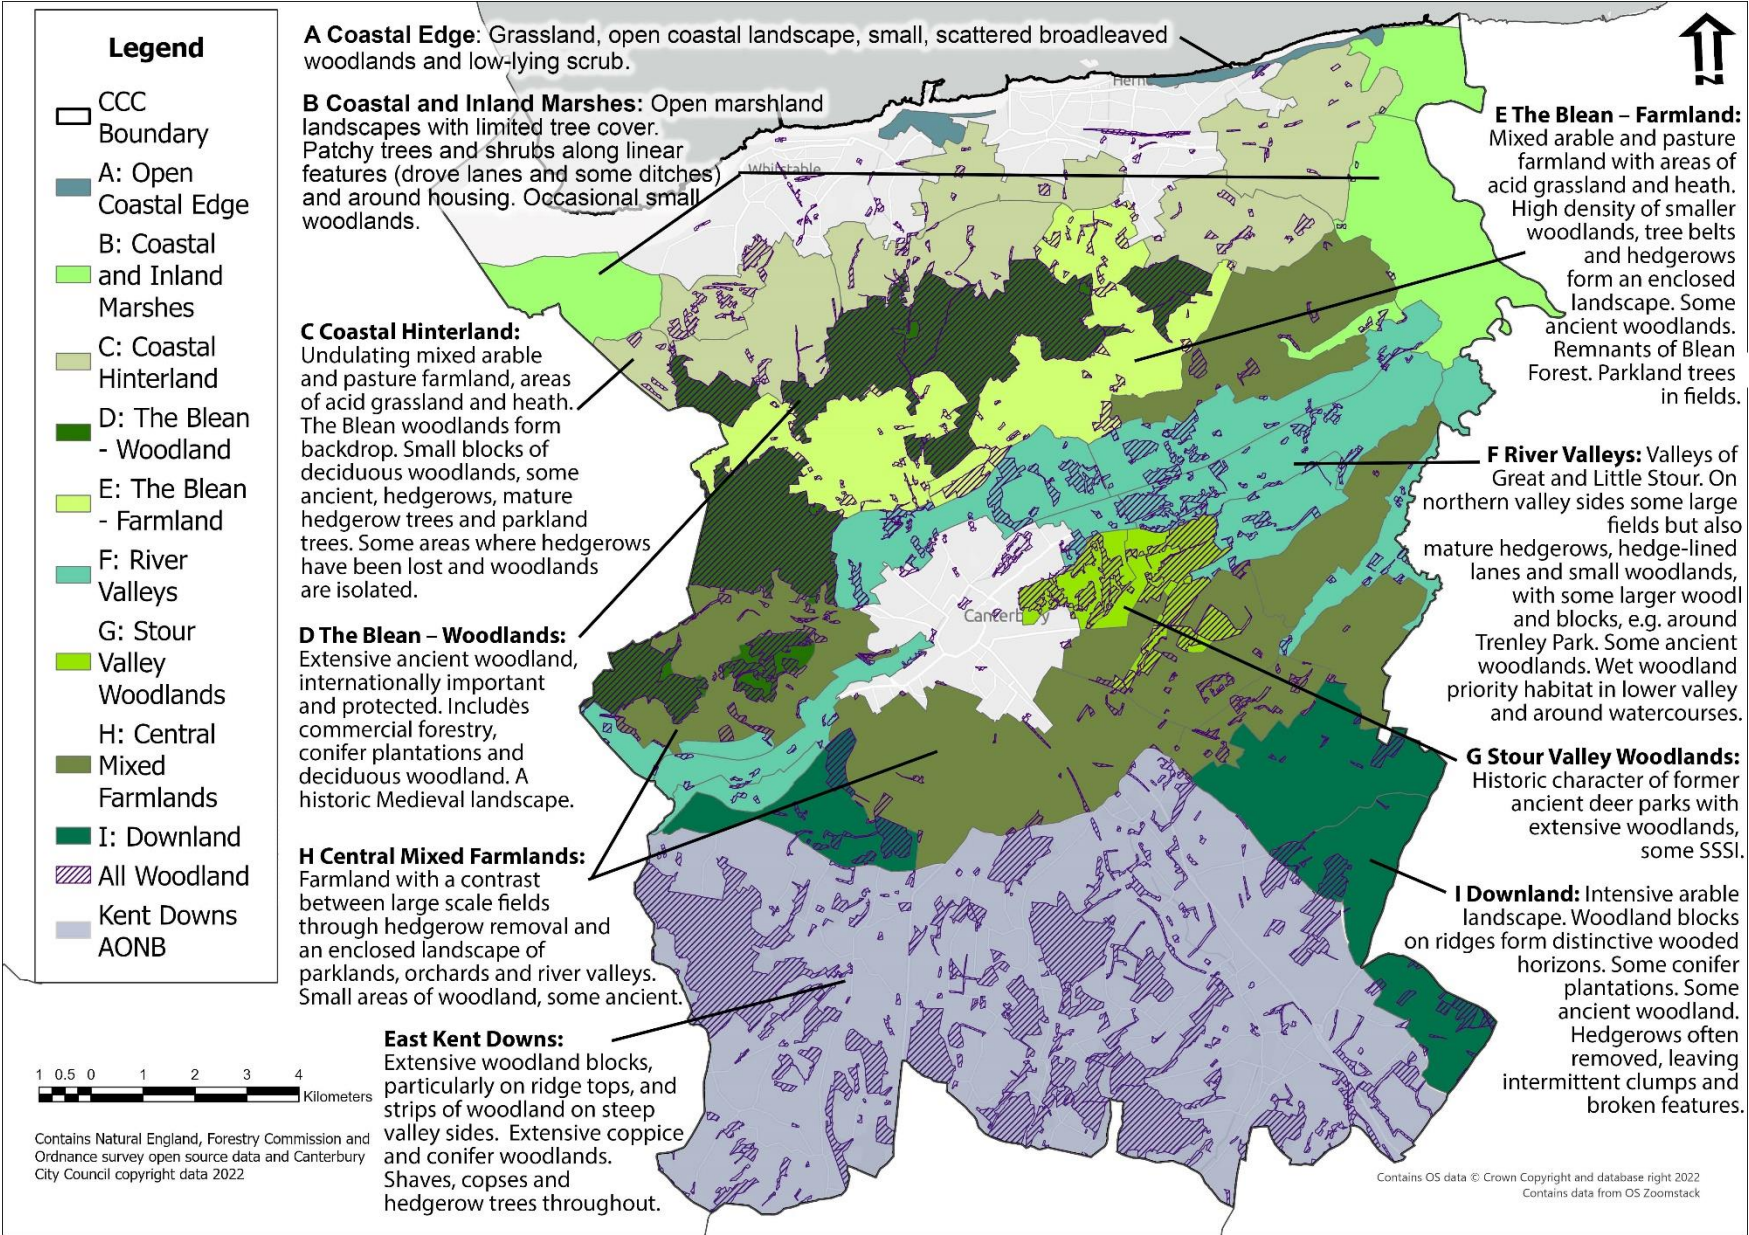 Legend
CCC
Boundary
A: Open
Coastal Edge
B: Coastal
and Inland
Marshes
C: Coastal
Hinterland
D: The Blean
- Woodland
E: The Blean
- Farmland
F: River
Valleys
G: Stour
Valley
Woodlands
H: Central
Mixed
Farmlands
I: Downland
All Woodland
Kent Downs
AONB
A Coastal Edge: Grassland, open coastal landscape, small, scattered broadleaved
woodlands and low-lying scrub.
B Coastal and Inland Marshes: Open marshland
landscapes with limited tree cover.
Patchy trees and shrubs along linear
features (drove lanes and some ditches)
and around housing. Occasional small
woodlands.
C Coastal Hinterland:
Undulating mixed arable
and pasture farmland, areas
of acid grassland and heath.
The Blean woodlands form
backdrop. Small blocks of
deciduous woodlands, some
ancient, hedgerows, mature
hedgerow trees and parkland
trees. Some areas where hedgerows
have been lost and woodlands
are isolated.
D The Blean – Woodlands:
Extensive ancient woodland,
internationally important
and protected. Includes
commercial forestry,
conifer plantations and
deciduous woodland. A
historic Medieval landscape.
H Central Mixed Farmlands:
Farmland with a contrast
between large scale fields
through hedgerow removal and
an enclosed landscape of
parklands, orchards and river valleys.
Small areas of woodland, some ancient.
East Kent Downs:
Extensive woodland blocks,
particularly on ridge tops, and
strips of woodland on steep
valley sides. Extensive coppice
and conifer woodlands.
Shaves, copses and
hedgerow trees throughout.
Whitstable
Canterbury
N
E The Blean – Farmland:
Mixed arable and pasture
farmland with areas of
acid grassland and heath.
High density of smaller
woodlands, tree belts
and hedgerows
form an enclosed
landscape. Some
ancient woodlands.
Remnants of Blean
Forest. Parkland trees
in fields.
F River Valleys: Valleys of
Great and Little Stour. On
northern valley sides some large
fields but also
mature hedgerows, hedge-lined
lanes and small woodlands,
with some larger woodl
and blocks, e.g. around
Trenley Park. Some ancient
woodlands. Wet woodland
priority habitat in lower valley
and around watercourses.
G Stour Valley Woodlands:
Historic character of former
ancient deer parks with
extensive woodlands,
some SSSI.
I Downland: Intensive arable
landscape. Woodland blocks
on ridges form distinctive wooded
horizons. Some conifer
plantations. Some
ancient woodland.
Hedgerows often
removed, leaving
intermittent clumps and
broken features.
1 0.5 0 1 2 3 4
Kilometers
Contains Natural England, Forestry Commission and
Ordnance survey open source data and Canterbury
City Council copyright data 2022
Contains OS data © Crown Copyright and database right 2022
Contains data from OS Zoomstack